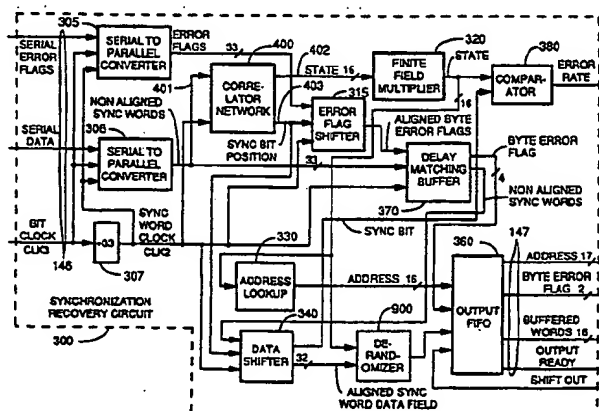 305
SERIAL TO PARALLEL CONVERTER
ERROR FLAGS
33
400
402
320
380
SERIAL ERROR FLAGS
401
CORRE-LATOR NETWORK
STATE 16
403
FINITE FIELD MULTIPLIER
STATE
16
COMPAR-ATOR
ERROR RATE
NON ALIGNED SYNC WORDS
306
315
SERIAL DATA
SERIAL TO PARALLEL CONVERTER
SYNC BIT POSITION
33
ERROR FLAG SHIFTER
ALIGNED BYTE ERROR FLAGS
BYTE ERROR FLAG
4
DELAY MATCHING BUFFER
370
NON ALIGNED SYNC WORDS
BIT CLOCK
CLK3
146
÷33
307
SYNC WORD CLOCK
CLK2
SYNC BIT
330
ADDRESS LOOKUP
ADDRESS 16
360
147
ADDRESS 17
BYTE ERROR FLAG 2
OUTPUT FIFO
SYNCHRONIZATION RECOVERY CIRCUIT
300
340
DATA SHIFTER
32
900
DE-RAND-OMIZER
BUFFERED WORDS 16
OUTPUT READY
SHIFT OUT
ALIGNED SYNC WORD DATA FIELD